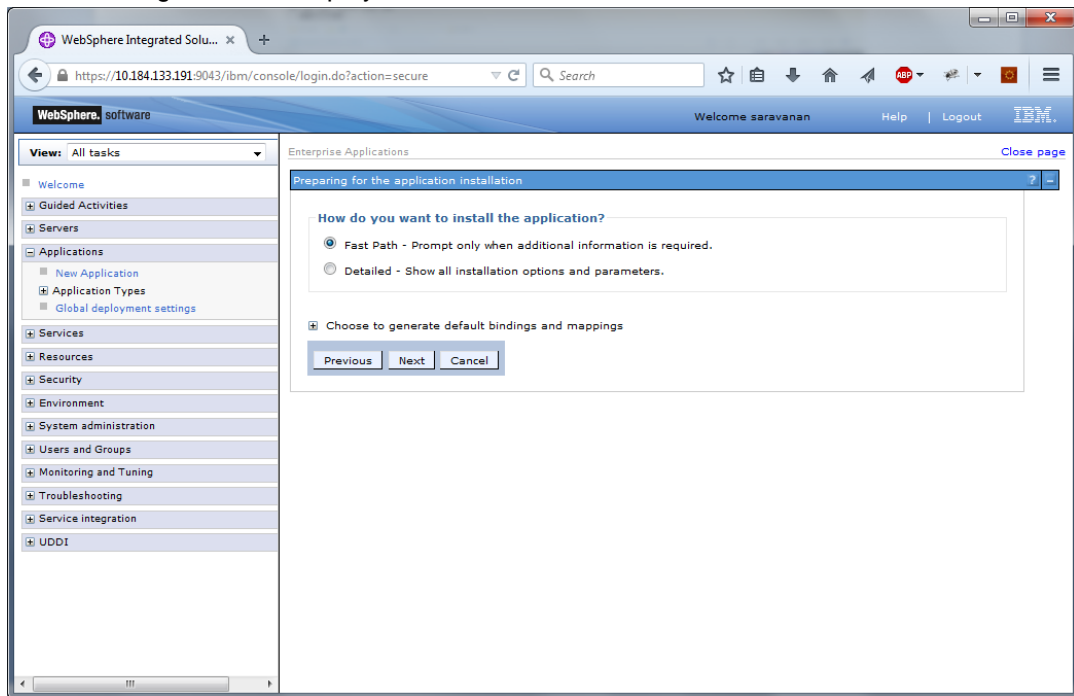 WebSphere Integrated Solu... × +
https://10.184.133.191:9043/ibm/console/login.do?action=secure
Search
ABP
WebSphere. software
Welcome saravanan
Help | Logout
IBM.
View: All tasks
Welcome
Guided Activities
Servers
Applications
New Application
Application Types
Global deployment settings
Services
Resources
Security
Environment
System administration
Users and Groups
Monitoring and Tuning
Troubleshooting
Service integration
UDDI
Enterprise Applications
Close page
Preparing for the application installation
? –
How do you want to install the application?
Fast Path - Prompt only when additional information is required.
Detailed - Show all installation options and parameters.
Choose to generate default bindings and mappings
Previous Next Cancel